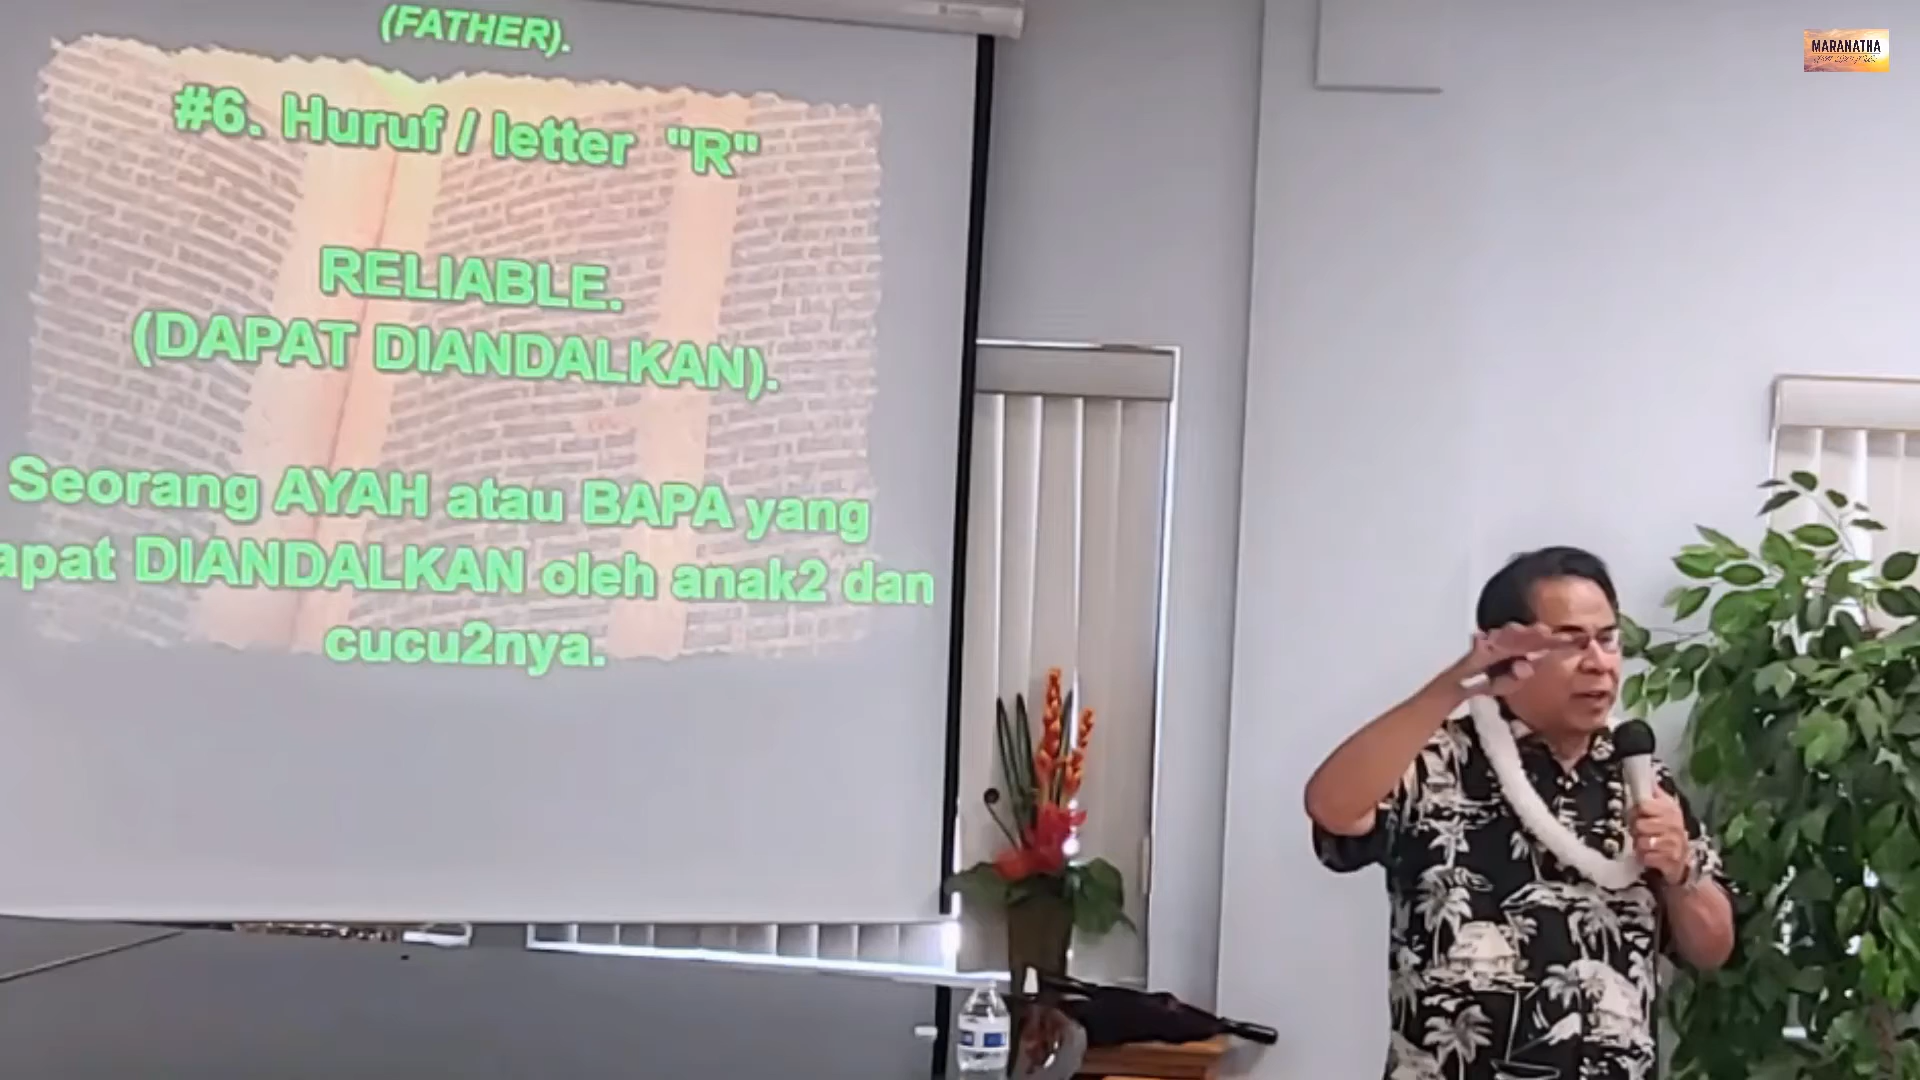 (FATHER).
#6. Huruf / letter "R"
RELIABLE.
(DAPAT DIANDALKAN).
Seorang AYAH atau BAPA yang
apat DIANDALKAN oleh anak2 dan
cucu2nya.
MARANATHA